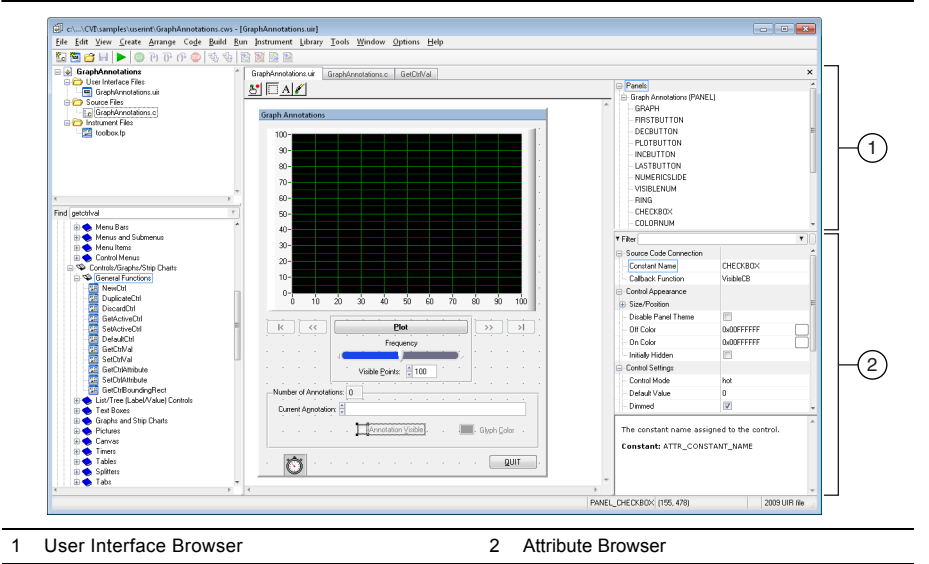 c:\...\CVI\samples\userint\GraphAnnotations.cws - [GraphAnnotations.uir]
File Edit View Create Arrange Code Build Run Instrument Library Tools Window Options Help
GraphAnnotations
User Interface Files
GraphAnnotations.uir
Source Files
GraphAnnotations.c
Instrument Files
toolbox.fp
Find getctrlval
Menu Bars
Menus and Submenus
Menu Items
Control Menus
Controls/Graphs/Strip Charts
General Functions
NewCtrl
DuplicateCtrl
DiscardCtrl
GetActiveCtrl
SetActiveCtrl
DefaultCtrl
GetCtrlVal
SetCtrlVal
GetCtrlAttribute
SetCtrlAttribute
GetCtrlBoundingRect
List/Tree (Label/Value) Controls
Text Boxes
Graphs and Strip Charts
Pictures
Canvas
Timers
Tables
Splitters
Tabs
GraphAnnotations.uir GraphAnnotations.c GetCtrlVal
A
Graph Annotations
100
90
80
70
60
50
40
30
20
10
0
0 10 20 30 40 50 60 70 80 90 100
K << Plot >> >|
Frequency
Visible Points: 100
Number of Annotations: 0
Current Annotation:
Annotation Visible Glyph Color
QUIT
Panels
Graph Annotations (PANEL)
GRAPH
FIRSTBUTTON
DECBUTTON
PLOTBUTTON
INCBUTTON
LASTBUTTON
NUMERICSLIDE
VISIBLENUM
RING
CHECKBOX
COLORNUM
Filter
Source Code Connection
Constant Name CHECKBOX
Callback Function VisibleCB
Control Appearance
Size/Position
Disable Panel Theme
Off Color 0x00FFFFFF
On Color 0x00FFFFFF
Initially Hidden
Control Settings
Control Mode hot
Default Value 0
Dimmed
The constant name assigned to the control.
Constant: ATTR_CONSTANT_NAME
PANEL_CHECKBOX (155, 478) 2009 UIR file
1
2
1 User Interface Browser 2 Attribute Browser